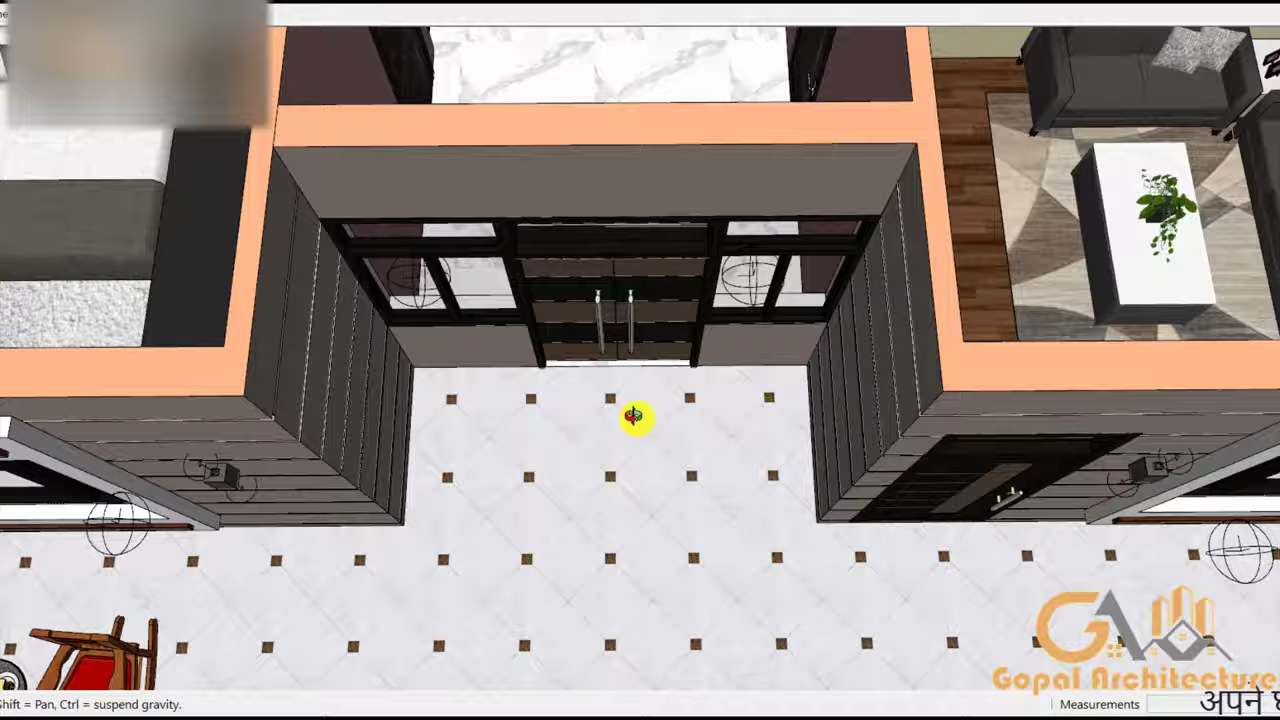 Shift = Pan, Ctrl = suspend gravity.
Measurements
Gopal Architecture
अपने